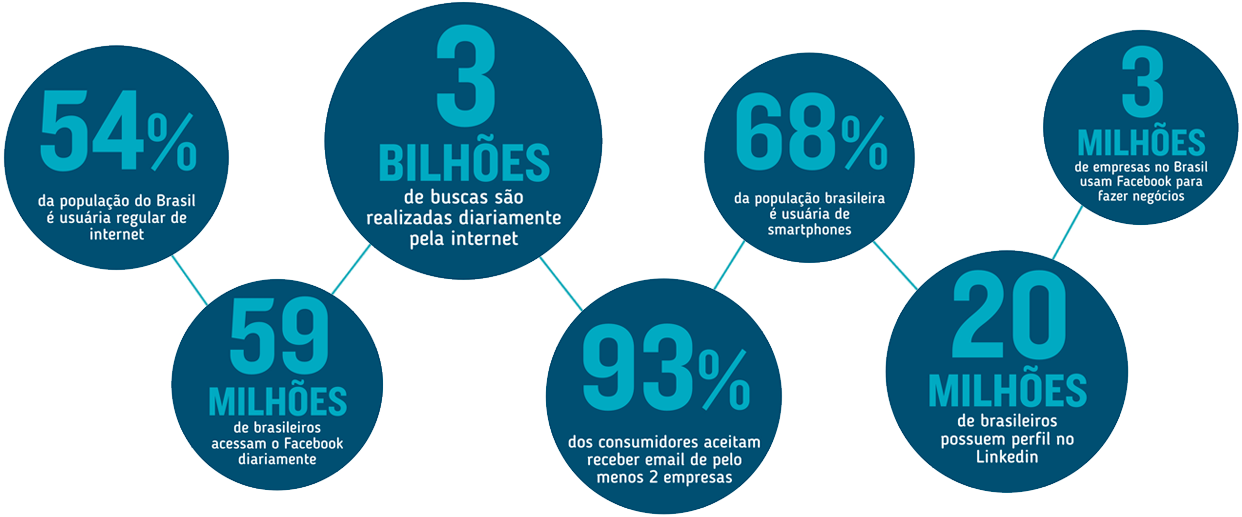 54%
da população do Brasil
é usuária regular de
internet
59
MILHÕES
de brasileiros
acessam o Facebook
diariamente
3
BILHÕES
de buscas são
realizadas diariamente
pela internet
93%
dos consumidores aceitam
receber email de pelo
menos 2 empresas
68%
da população brasileira
é usuária de
smartphones
20
MILHÕES
de brasileiros
possuem perfil no
Linkedin
3
MILHÕES
de empresas no Brasil
usam Facebook para
fazer negócios